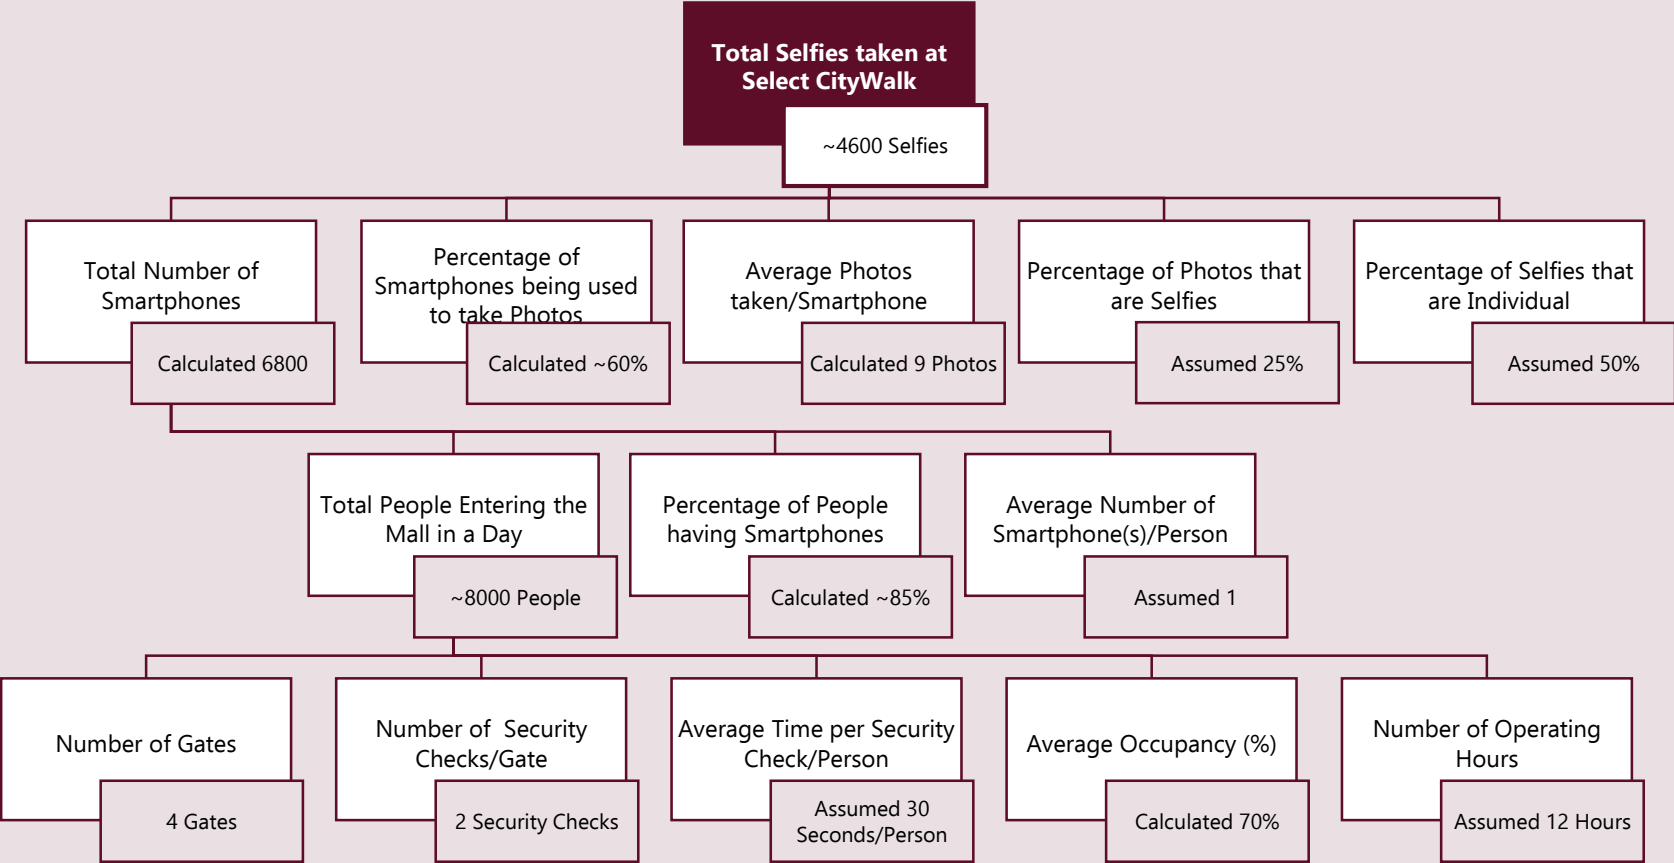 Total Selfies taken at
Select CityWalk
~4600 Selfies
Total Number of
Smartphones
Calculated 6800
Percentage of
Smartphones being used
to take Photos
Calculated ~60%
Average Photos
taken/Smartphone
Calculated 9 Photos
Percentage of Photos that
are Selfies
Assumed 25%
Percentage of Selfies that
are Individual
Assumed 50%
Total People Entering the
Mall in a Day
~8000 People
Percentage of People
having Smartphones
Calculated ~85%
Average Number of
Smartphone(s)/Person
Assumed 1
Number of Gates
4 Gates
Number of  Security
Checks/Gate
2 Security Checks
Average Time per Security
Check/Person
Assumed 30
Seconds/Person
Average Occupancy (%)
Calculated 70%
Number of Operating
Hours
Assumed 12 Hours